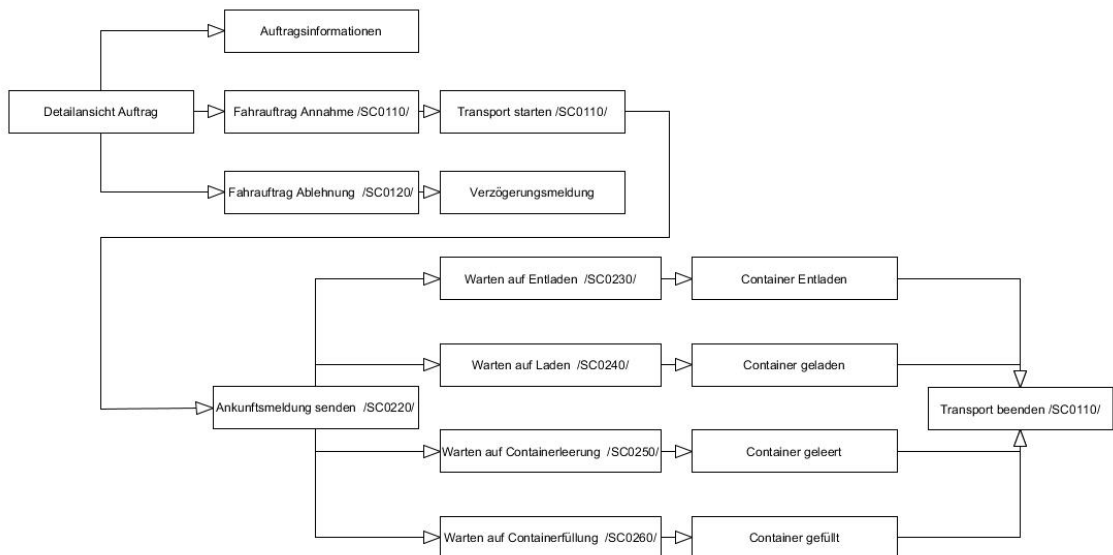 Auftragsinformationen
Detailansicht Auftrag
Fahrauftrag Annahme /SC0110/
Transport starten /SC0110/
Fahrauftrag Ablehnung /SC0120/
Verzögerungsmeldung
Warten auf Entladen /SC0230/
Container Entladen
Warten auf Laden /SC0240/
Container geladen
Ankunftsmeldung senden /SC0220/
Transport beenden /SC0110/
Warten auf Containerleerung /SC0250/
Container geleert
Warten auf Containerfüllung /SC0260/
Container gefüllt